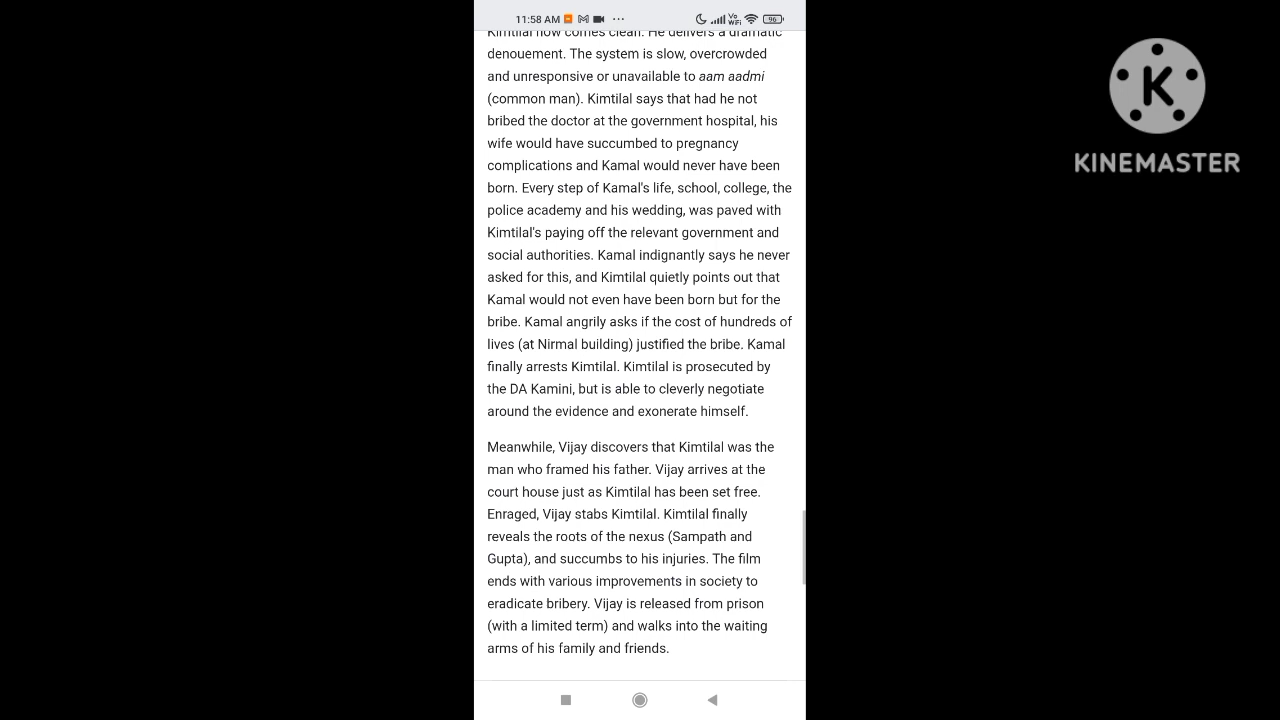 11:58 AM
Vo
WiFi
96
Kimtilal now comes clean. He delivers a dramatic
denouement. The system is slow, overcrowded
and unresponsive or unavailable to aam aadmi
(common man). Kimtilal says that had he not
bribed the doctor at the government hospital, his
wife would have succumbed to pregnancy
complications and Kamal would never have been
born. Every step of Kamal's life, school, college, the
police academy and his wedding, was paved with
Kimtilal's paying off the relevant government and
social authorities. Kamal indignantly says he never
asked for this, and Kimtilal quietly points out that
Kamal would not even have been born but for the
bribe. Kamal angrily asks if the cost of hundreds of
lives (at Nirmal building) justified the bribe. Kamal
finally arrests Kimtilal. Kimtilal is prosecuted by
the DA Kamini, but is able to cleverly negotiate
around the evidence and exonerate himself.
Meanwhile, Vijay discovers that Kimtilal was the
man who framed his father. Vijay arrives at the
court house just as Kimtilal has been set free.
Enraged, Vijay stabs Kimtilal. Kimtilal finally
reveals the roots of the nexus (Sampath and
Gupta), and succumbs to his injuries. The film
ends with various improvements in society to
eradicate bribery. Vijay is released from prison
(with a limited term) and walks into the waiting
arms of his family and friends.
K
KINEMASTER